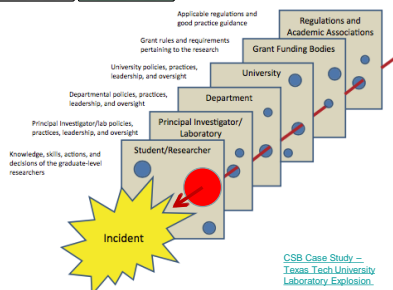 Applicable regulations and
good practice guidance
Regulations and
Academic Associations
Grant rules and requirements
pertaining to the research
Grant Funding Bodies
University policies, practices,
leadership, and oversight
University
Departmental policies, practices,
leadership, and oversight
Department
Principal Investigator/lab policies,
practices, leadership, and oversight
Principal Investigator/
Laboratory
Knowledge, skills, actions, and
decisions of the graduate-level
researchers
Student/Researcher
Incident
CSB Case Study –
Texas Tech University
Laboratory Explosion